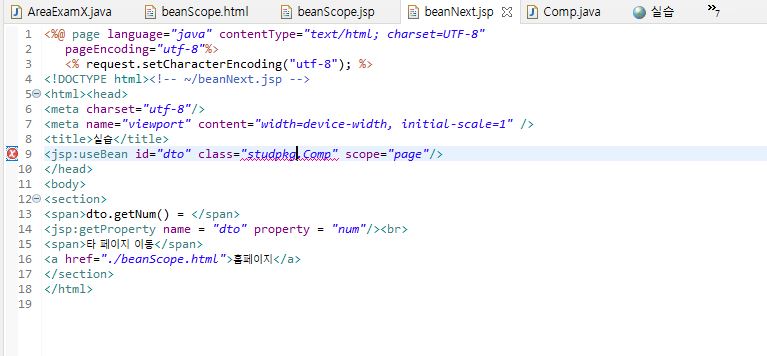 AreaExamX.java beanScope.html beanScope.jsp beanNext.jsp Comp.java 실습 7
1 <%@ page language="java" contentType="text/html; charset=UTF-8"
2 pageEncoding="utf-8"%>
3 <% request.setCharacterEncoding("utf-8"); %>
4 <!DOCTYPE html><!-- ~/beanNext.jsp -->
5 <html><head>
6 <meta charset="utf-8"/>
7 <meta name="viewport" content="width=device-width, initial-scale=1" />
8 <title>실습</title>
9 <jsp:useBean id="dto" class="studpkg.Comp" scope="page"/>
10 </head>
11 <body>
12 <section>
13 <span>dto.getNum() = </span>
14 <jsp:getProperty name = "dto" property = "num"/><br>
15 <span>타 페이지 이동</span>
16 <a href="./beanScope.html">홈페이지</a>
17 </section>
18 </html>
19